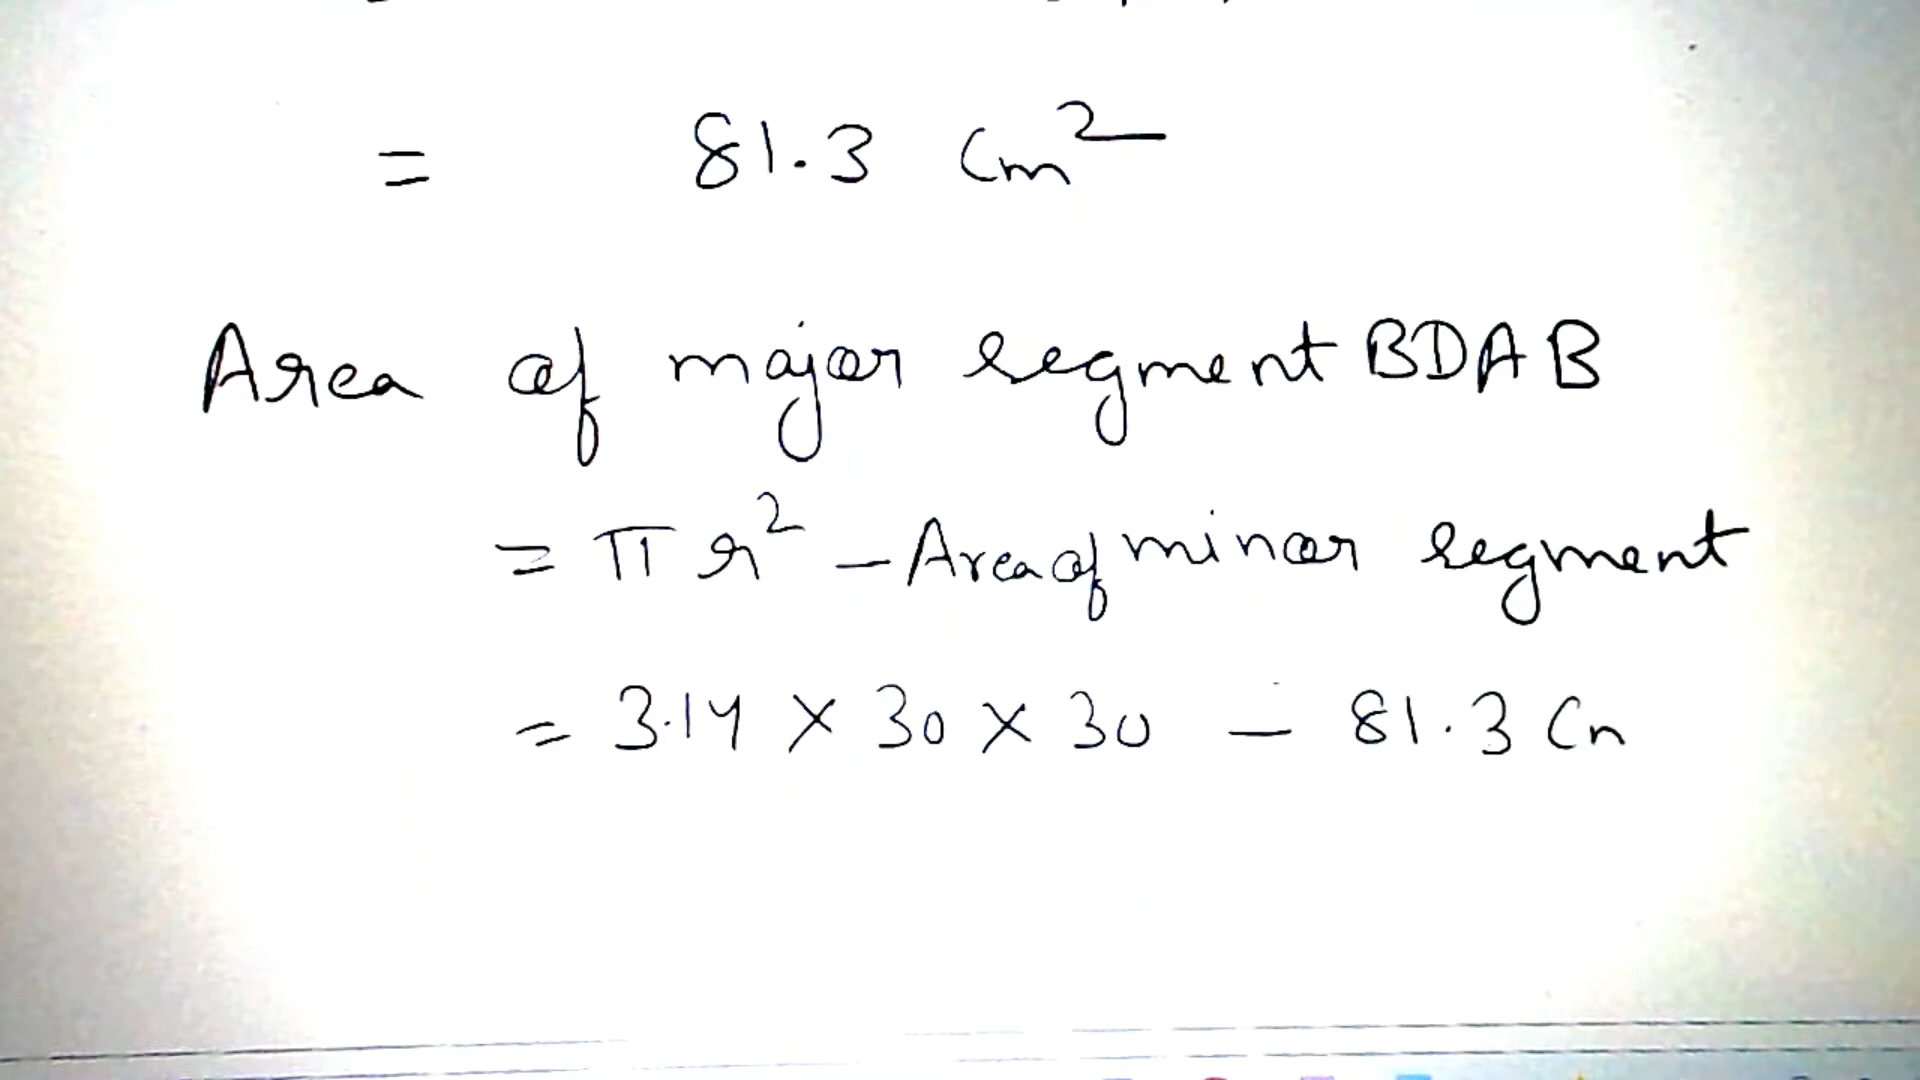 = 81.3 Cm²
Area of major segment BDAB
= π r² - Area of minor segment
= 3.14 × 30 × 30 - 81.3 Cn